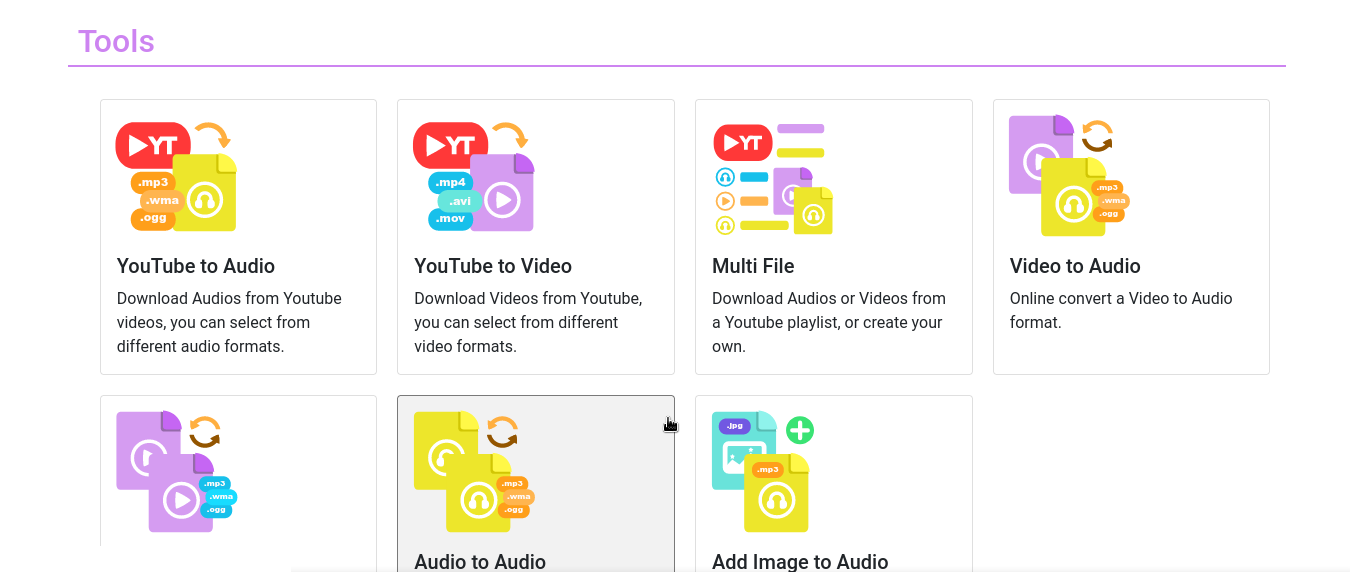 Tools
YT
.mp3
.wma
.ogg
YouTube to Audio
Download Audios from Youtube
videos, you can select from
different audio formats.
YT
.mp4
.avi
.mov
YouTube to Video
Download Videos from Youtube,
you can select from different
video formats.
YT
Multi File
Download Audios or Videos from
a Youtube playlist, or create your
own.
.mp3
.wma
.ogg
Video to Audio
Online convert a Video to Audio
format.
.mp3
.wma
.ogg
.mp3
.wma
.ogg
Audio to Audio
.jpg
.mp3
Add Image to Audio